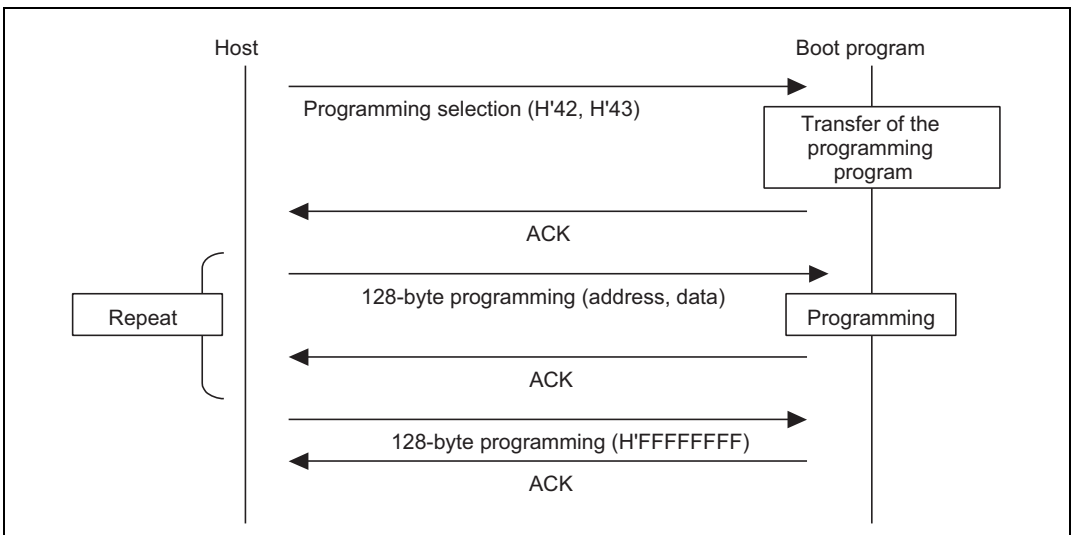 Host
Boot program
Programming selection (H'42, H'43)
Transfer of the
programming
program
ACK
128-byte programming (address, data)
Repeat
Programming
ACK
128-byte programming (H'FFFFFFFF)
ACK